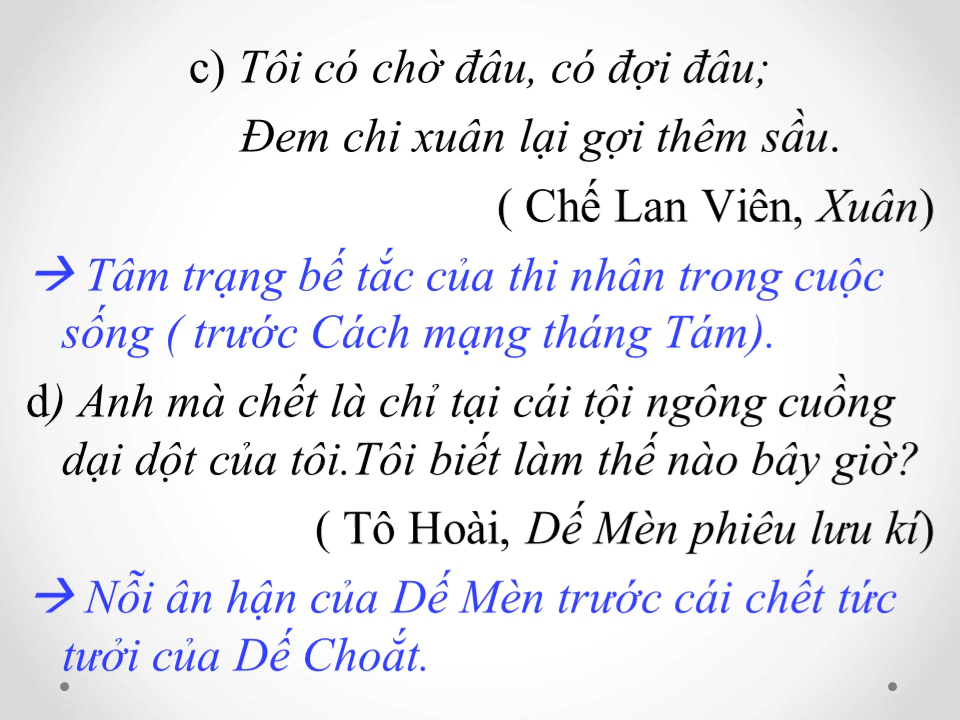 c) Tôi có chờ đâu, có đợi đâu;
Đem chi xuân lại gợi thêm sầu.
( Chế Lan Viên, Xuân)
→ Tâm trạng bế tắc của thi nhân trong cuộc
sống ( trước Cách mạng tháng Tám).
d) Anh mà chết là chỉ tại cái tội ngông cuồng
dại dột của tôi.Tôi biết làm thế nào bây giờ?
( Tô Hoài, Dế Mèn phiêu lưu kí)
→ Nỗi ân hận của Dế Mèn trước cái chết tức
tưởi của Dế Choắt.